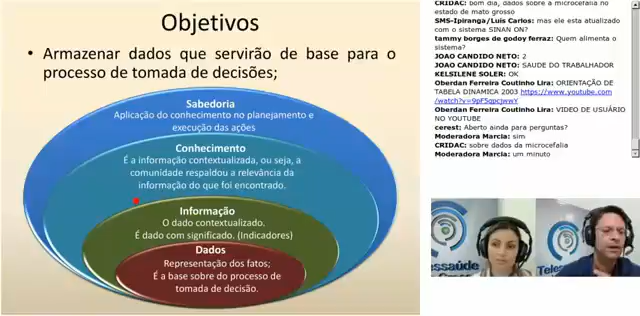 Objetivos
• Armazenar dados que servirão de base para o
processo de tomada de decisões;
Sabedoria
Aplicação do conhecimento no planejamento e
execução das ações
Conhecimento
É a informação contextualizada, ou seja, a
comunidade respaldou a relevância da
informação do que foi encontrado.
Informação
O dado contextualizado.
É dado com significado. (Indicadores)
Dados
Representação dos fatos;
É a base sobre do processo de
tomada de decisão.
CRIDAC: bom dia, dados sobre a microcefalia no
estado de mato grosso
SMS-Ipiranga/Luis Carlos: mas ele esta atualizado
com o sistema SINAN ON?
tammy borges de godoy ferraz: Quem alimenta o
sistema?
JOAO CANDIDO NETO: 2
JOAO CANDIDO NETO: SAUDE DO TRABALHADOR
KELSILENE SOLER: OK
Oberdan Ferreira Coutinho Lira: ORIENTAÇÃO DE
TABELA DINAMICA 2003 https://www.youtube.com
/watch?v=9pF5qpcjwwY
Oberdan Ferreira Coutinho Lira: VIDEO DE USUÁRIO
NO YOUTUBE
cerest: Aberto ainda para perguntas?
Moderadora Marcia: sim
CRIDAC: sobre dados da microcefalia
Moderadora Marcia: um minuto
lessaúde
Teles